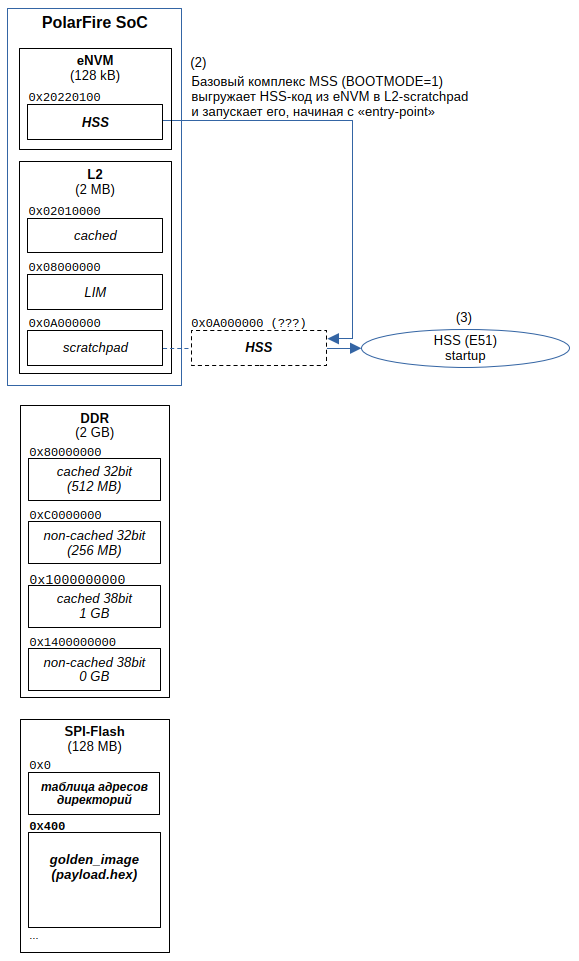 PolarFire SoC
eNVM
(128 kB)
0x20220100
HSS
(2)
Базовый комплекс MSS (BOOTMODE=1)
выгружает HSS-код из eNVM в L2-scratchpad
и запускает его, начиная с «entry-point»
L2
(2 MB)
0x02010000
cached
0x08000000
LIM
0x0A000000
scratchpad
0x0A000000 (???)
HSS
(3)
HSS (E51)
startup
DDR
(2 GB)
0x80000000
cached 32bit
(512 MB)
0xC0000000
non-cached 32bit
(256 MB)
0x1000000000
cached 38bit
1 GB
0x1400000000
non-cached 38bit
0 GB
SPI-Flash
(128 MB)
0x0
таблица адресов
директорий
0x400
golden_image
(payload.hex)
...